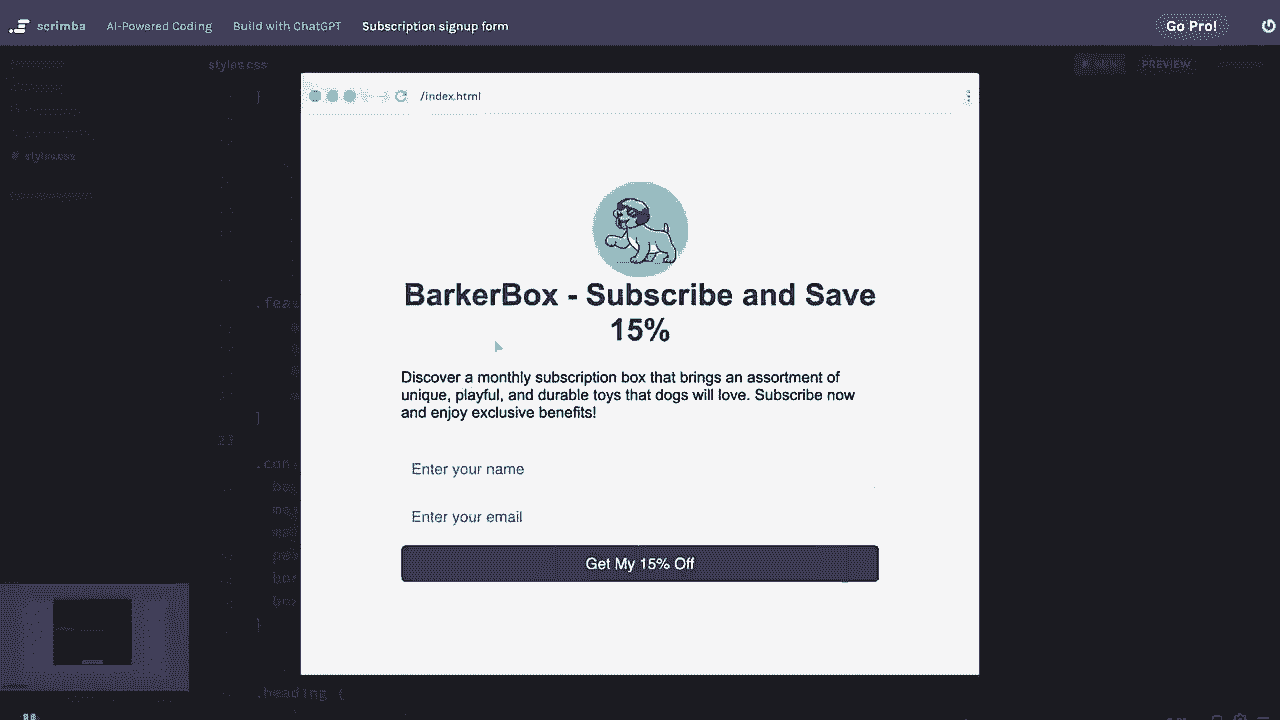 scrimba AI-Powered Coding Build with ChatGPT Subscription signup form Go Pro!
styles.css PREVIEW
/index.html
}
styles.css
BarkerBox - Subscribe and Save
15%
Discover a monthly subscription box that brings an assortment of
unique, playful, and durable toys that dogs will love. Subscribe now
and enjoy exclusive benefits!
}
23
Enter your name
Enter your email
Get My 15% Off
}
.heading {